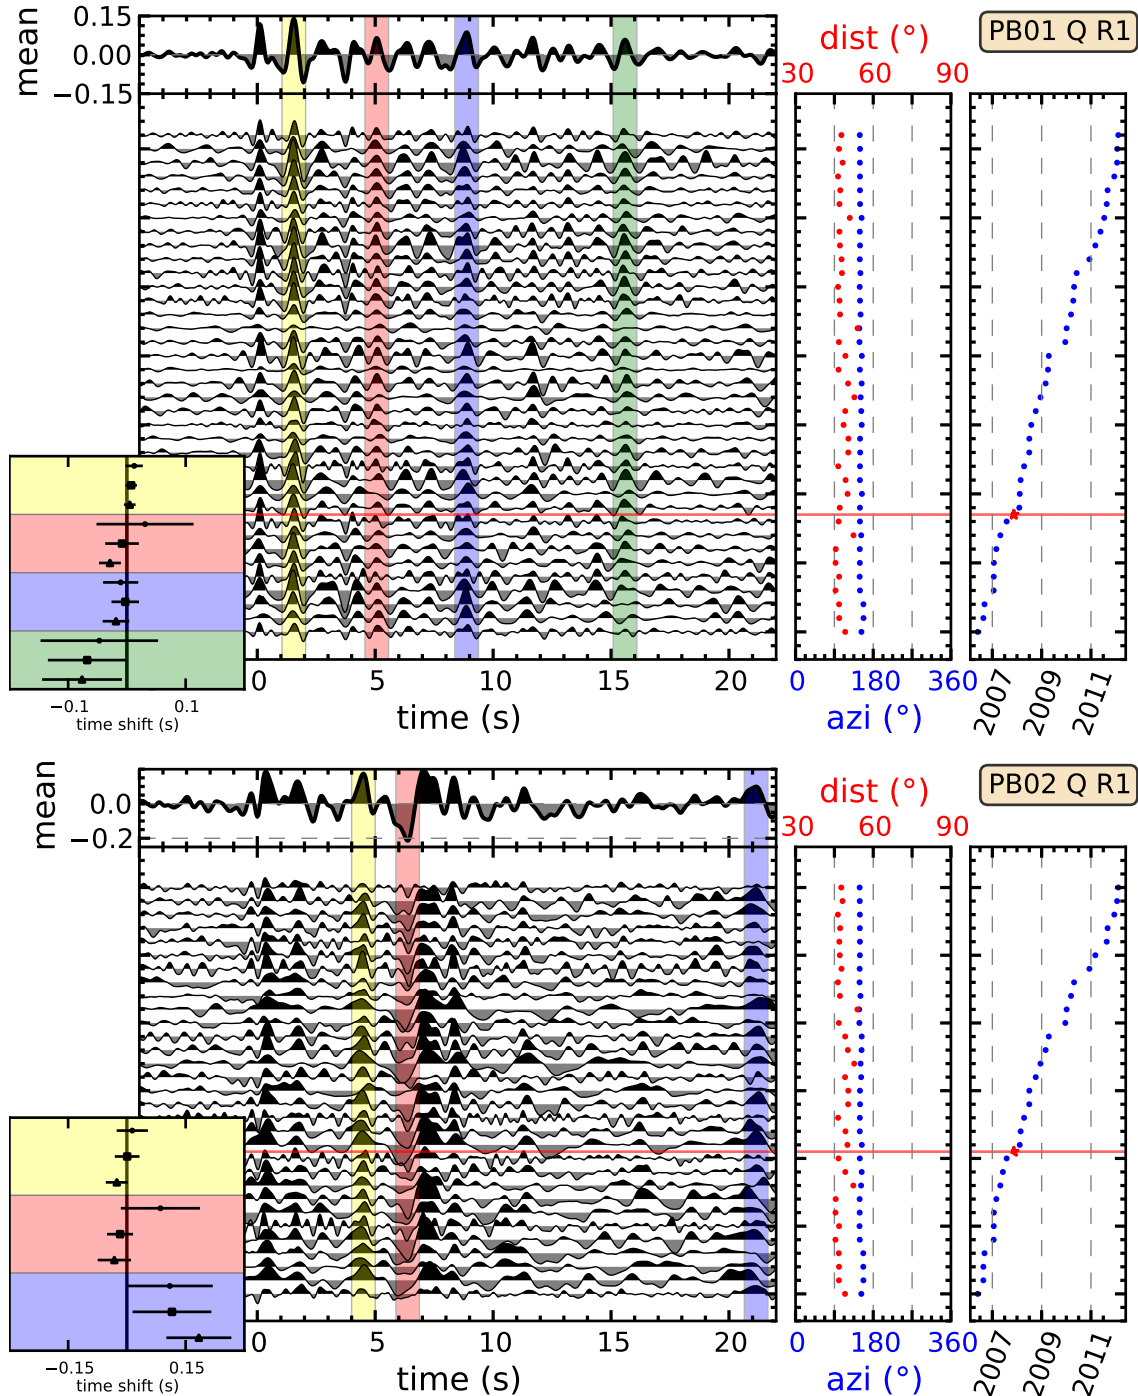 mean
0.15
0.00
−0.15
dist (°)
30 60 90
PB01 Q R1
−0.1 0.1
time shift (s)
0 5 10 15 20
time (s)
0 180 360
azi (°)
2007 2009 2011
mean
0.0
−0.2
dist (°)
30 60 90
PB02 Q R1
−0.15 0.15
time shift (s)
0 5 10 15 20
time (s)
0 180 360
azi (°)
2007 2009 2011